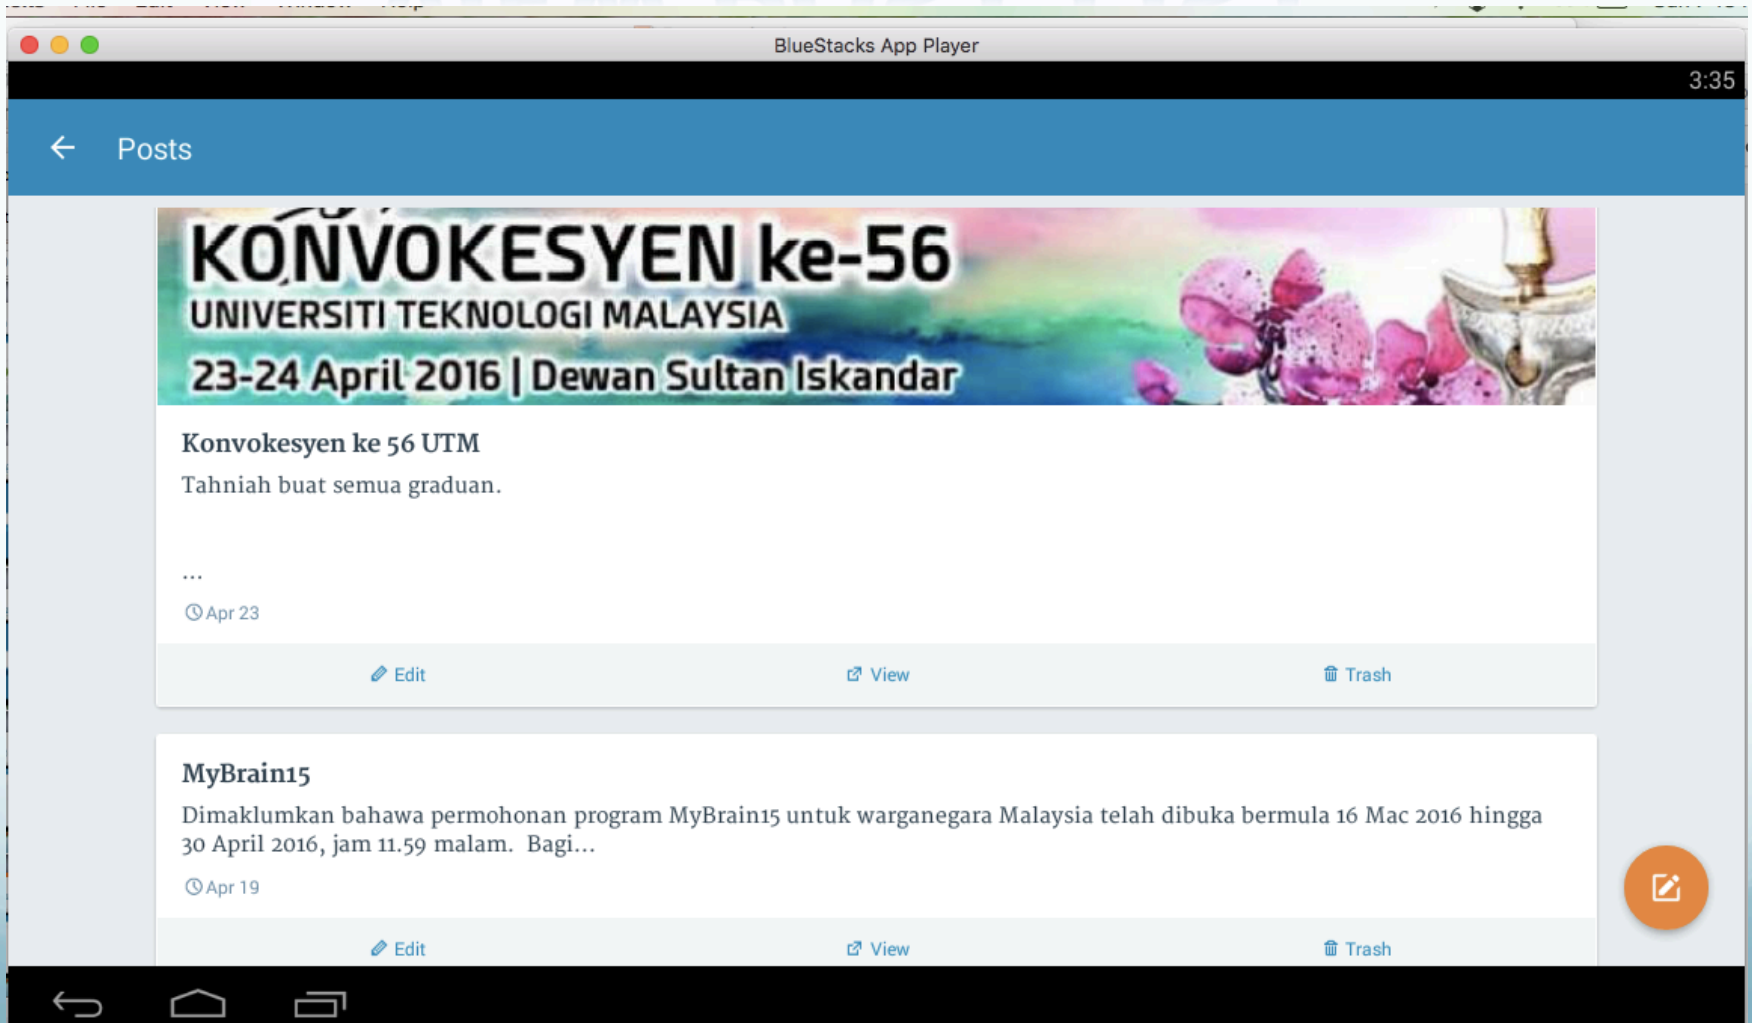 BlueStacks App Player
3:35
Posts
KONVOKESYEN ke-56
UNIVERSITI TEKNOLOGI MALAYSIA
23-24 April 2016 | Dewan Sultan Iskandar
Konvokesyen ke 56 UTM
Tahniah buat semua graduan.
...
Apr 23
Edit View Trash
MyBrain15
Dimaklumkan bahawa permohonan program MyBrain15 untuk warganegara Malaysia telah dibuka bermula 16 Mac 2016 hingga
30 April 2016, jam 11.59 malam.  Bagi...
Apr 19
Edit View Trash